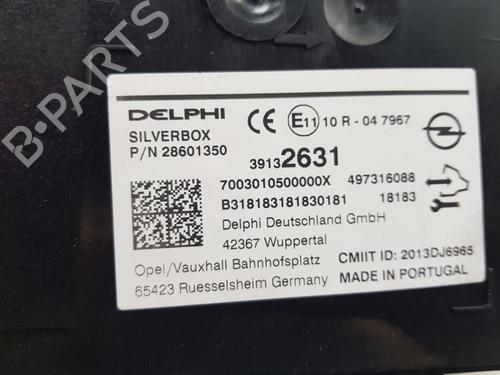 B-PARTS
DELPHI CE E11 10 R - 04 7967
SILVERBOX
P/N 28601350
39132631
7003010500000X 497316088
B318183181830181 18183
Delphi Deutschland GmbH
42367 Wuppertal
Opel/Vauxhall Bahnhofsplatz CMIIT ID: 2013DJ6965
65423 Ruesselsheim Germany MADE IN PORTUGAL